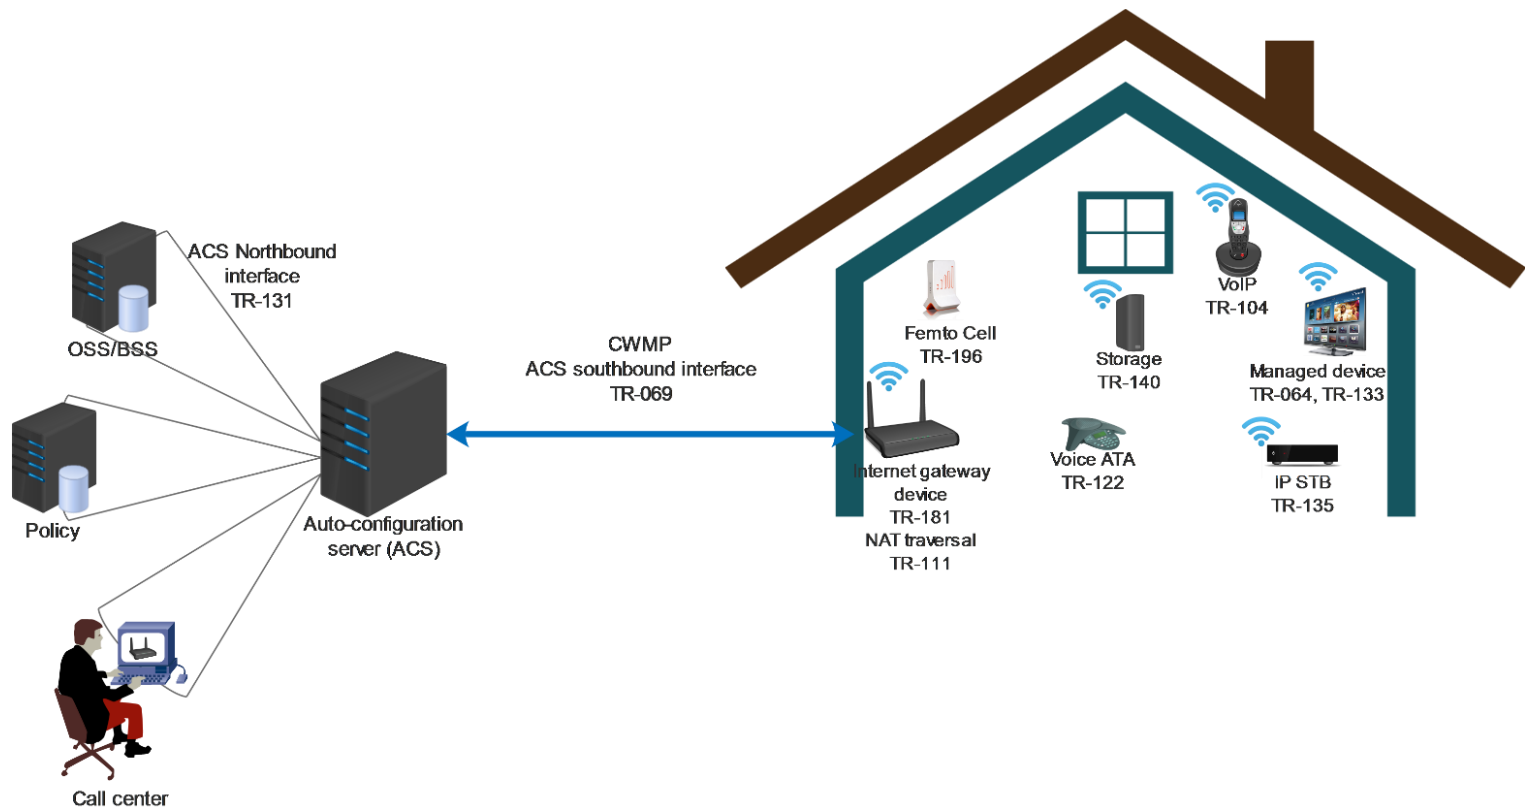 ACS Northbound
interface
TR-131
OSS/BSS
Policy
Call center
Auto-configuration
server (ACS)
CWMP
ACS southbound interface
TR-069
Femto Cell
TR-196
Internet gateway
device
TR-181
NAT traversal
TR-111
Storage
TR-140
Voice ATA
TR-122
VoIP
TR-104
Managed device
TR-064, TR-133
IP STB
TR-135